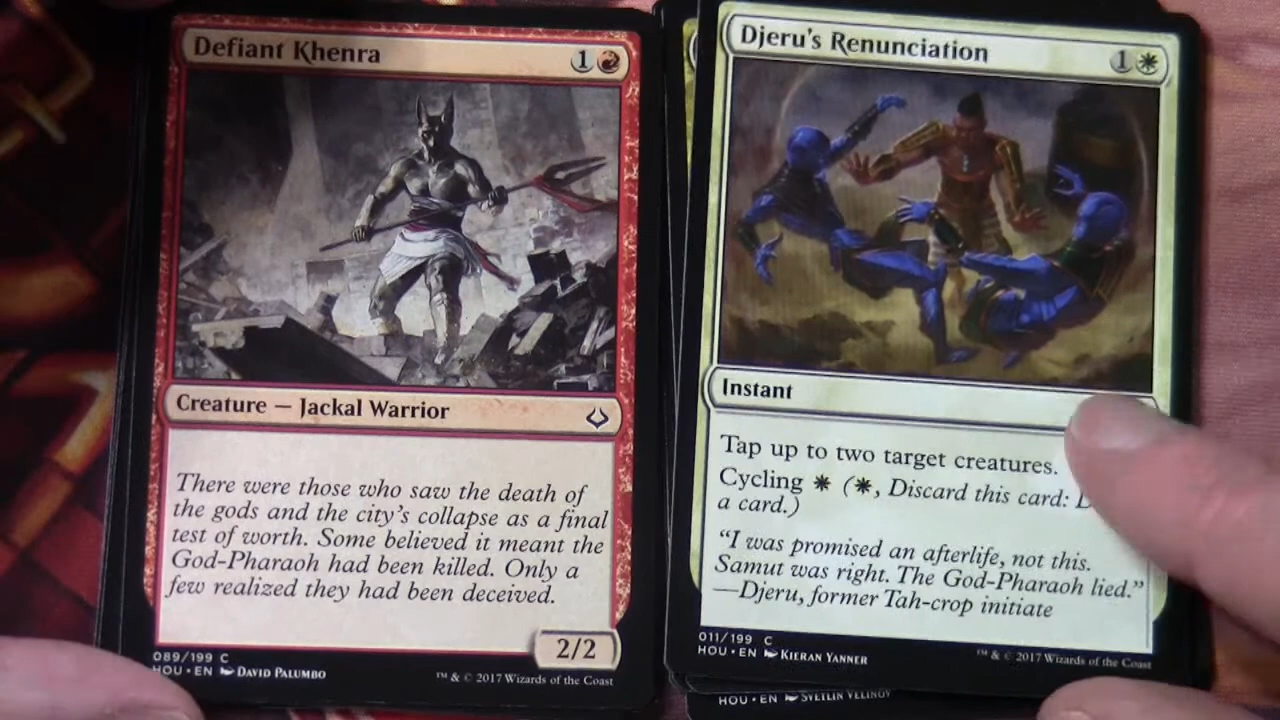 Defiant Khenra
1
Creature — Jackal Warrior
There were those who saw the death of
the gods and the city's collapse as a final
test of worth. Some believed it meant the
God-Pharaoh had been killed. Only a
few realized they had been deceived.
2/2
089/199 C
HOU • EN DAVID PALUMBO
™ & © 2017 Wizards of the Coast
Djeru's Renunciation
1
Instant
Tap up to two target creatures.
Cycling (, Discard this card: D
a card.)
"I was promised an afterlife, not this.
Samut was right. The God-Pharaoh lied."
—Djeru, former Tah-crop initiate
011/199 C
HOU • EN KIERAN YANNER
™ & © 2017 Wizards of the Coast
HOU • EN SVETLIN VELINOV